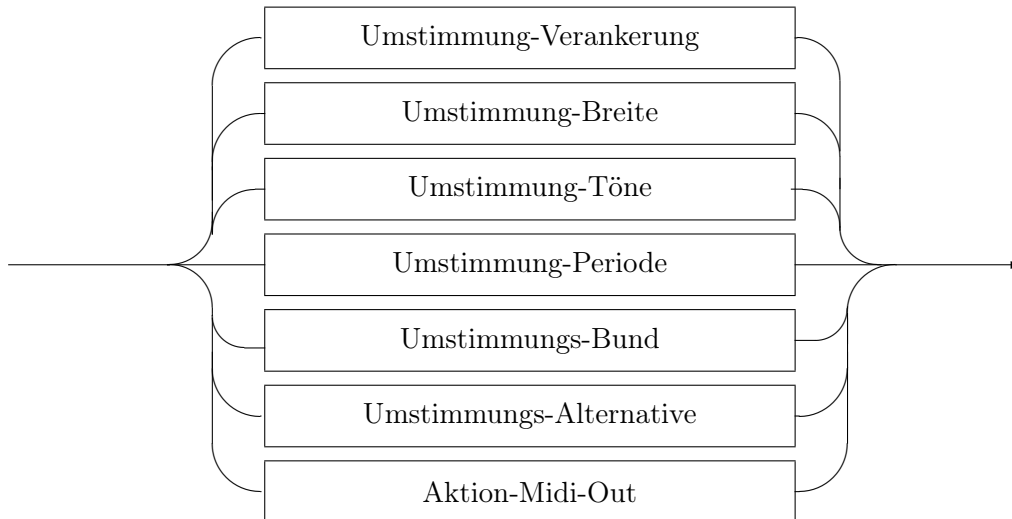 Umstimmung-Verankerung
Umstimmung-Breite
Umstimmung-Töne
Umstimmung-Periode
Umstimmungs-Bund
Umstimmungs-Alternative
Aktion-Midi-Out